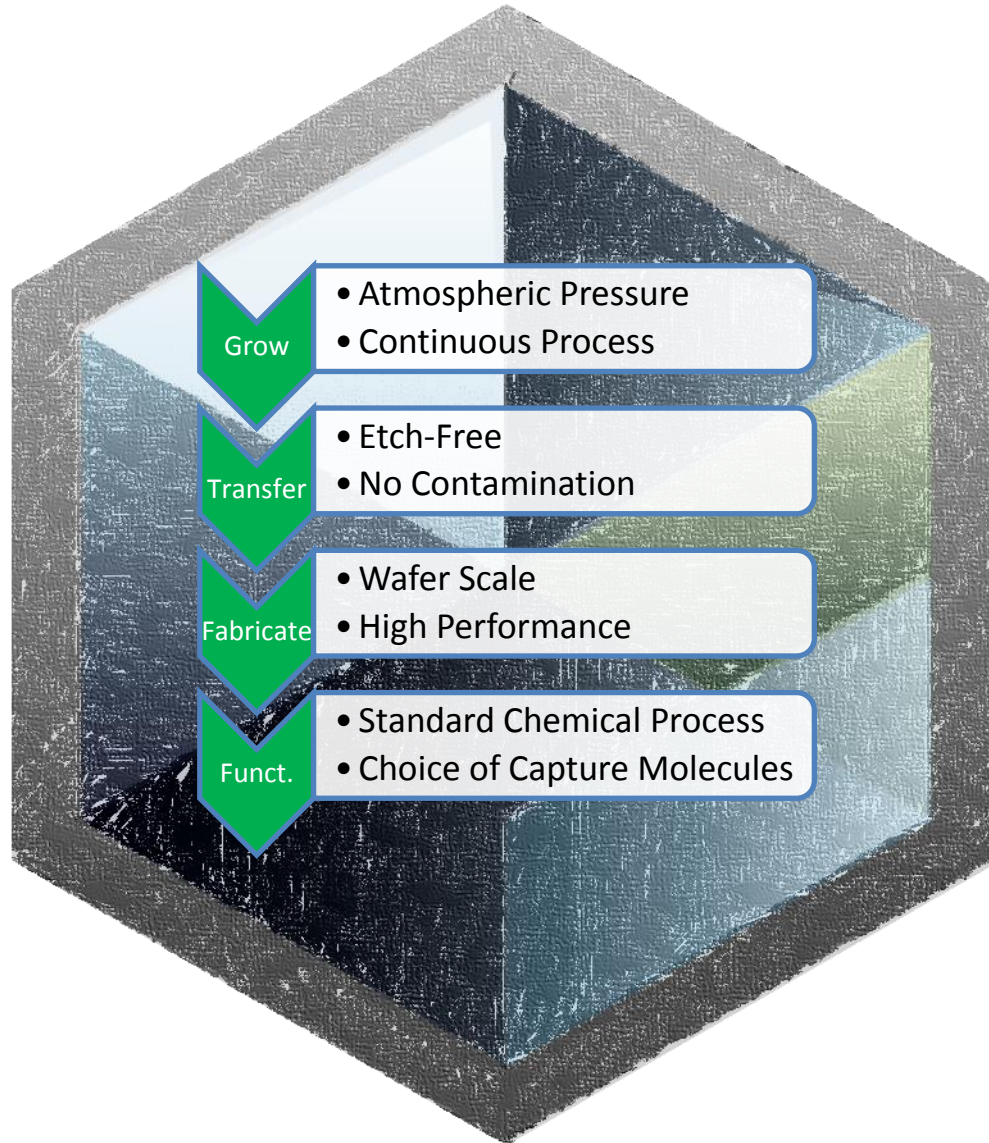 Grow
• Atmospheric Pressure
• Continuous Process
Transfer
• Etch-Free
• No Contamination
Fabricate
• Wafer Scale
• High Performance
Funct.
• Standard Chemical Process
• Choice of Capture Molecules